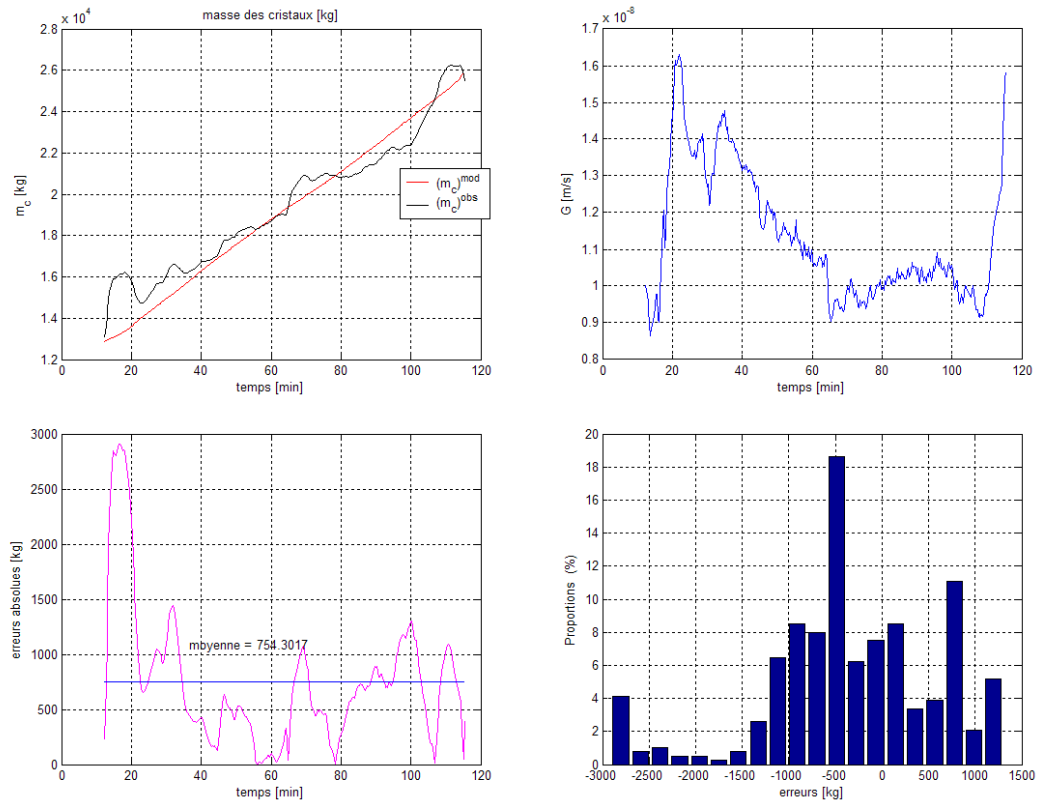 x 10^4
masse des cristaux [kg]
2.8
2.6
2.4
2.2
2
1.8
1.6
1.4
1.2
m_c [kg]
(m_c)^mod
(m_c)^obs
0 20 40 60 80 100 120
temps [min]
x 10^-8
1.7
1.6
1.5
1.4
1.3
1.2
1.1
1
0.9
0.8
G [m/s]
0 20 40 60 80 100 120
temps [min]
3000
2500
2000
1500
1000
500
0
erreurs absolues [kg]
moyenne = 754.3017
0 20 40 60 80 100 120
temps [min]
20
18
16
14
12
10
8
6
4
2
0
Proportions (%)
-3000 -2500 -2000 -1500 -1000 -500 0 500 1000 1500
erreurs [kg]